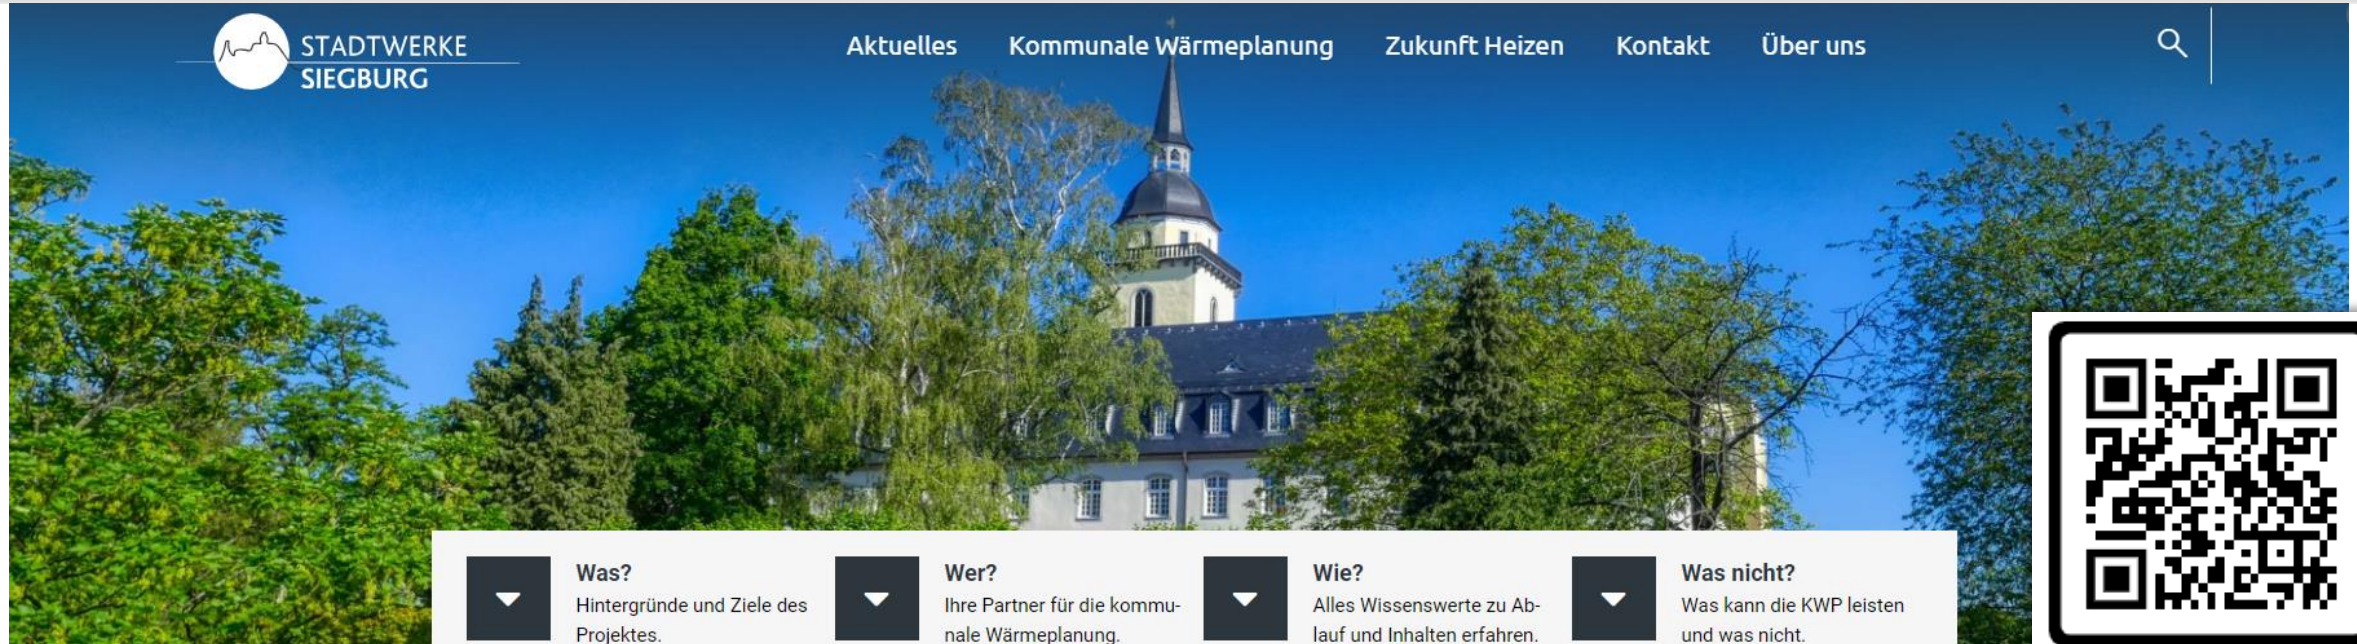 STADTWERKE
SIEGBURG
Aktuelles Kommunale Wärmeplanung Zukunft Heizen Kontakt Über uns
Was?
Hintergründe und Ziele des
Projektes.
Wer?
Ihre Partner für die kommu-
nale Wärmeplanung.
Wie?
Alles Wissenswerte zu Ab-
lauf und Inhalten erfahren.
Was nicht?
Was kann die KWP leisten
und was nicht.